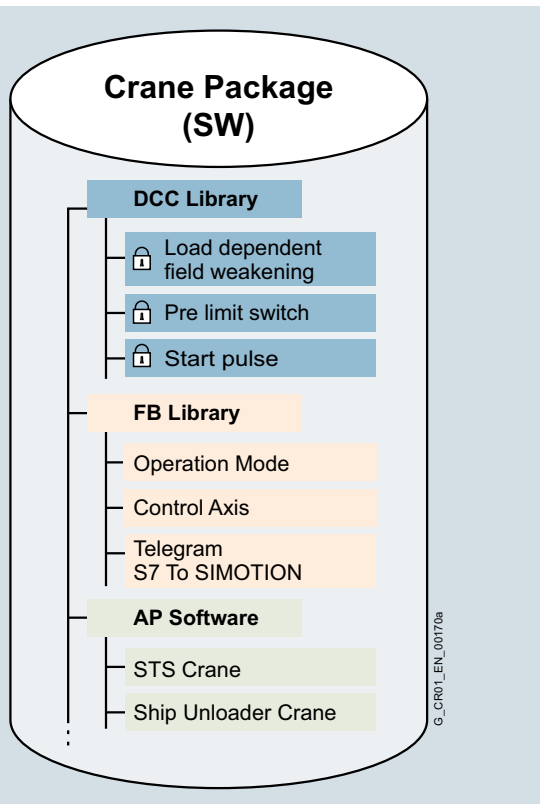 Crane Package
(SW)
DCC Library
Load dependent
field weakening
Pre limit switch
Start pulse
FB Library
Operation Mode
Control Axis
Telegram
S7 To SIMOTION
AP Software
STS Crane
Ship Unloader Crane
G_CR01_EN_00170a